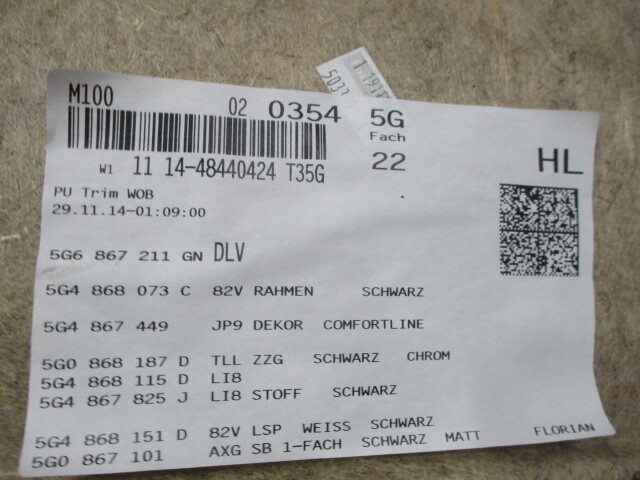 1-191
5033
M100 02 0354 5G
Fach
W1 11 14-48440424 T35G 22 HL
PU Trim WOB
29.11.14-01:09:00
5G6 867 211 GN DLV
5G4 868 073 C 82V RAHMEN SCHWARZ
5G4 867 449 JP9 DEKOR COMFORTLINE
5G0 868 187 D TLL ZZG SCHWARZ CHROM
5G4 868 115 D LI8
5G4 867 825 J LI8 STOFF SCHWARZ
5G4 868 151 D 82V LSP WEISS SCHWARZ
5G0 867 101 AXG SB 1-FACH SCHWARZ MATT FLORIAN